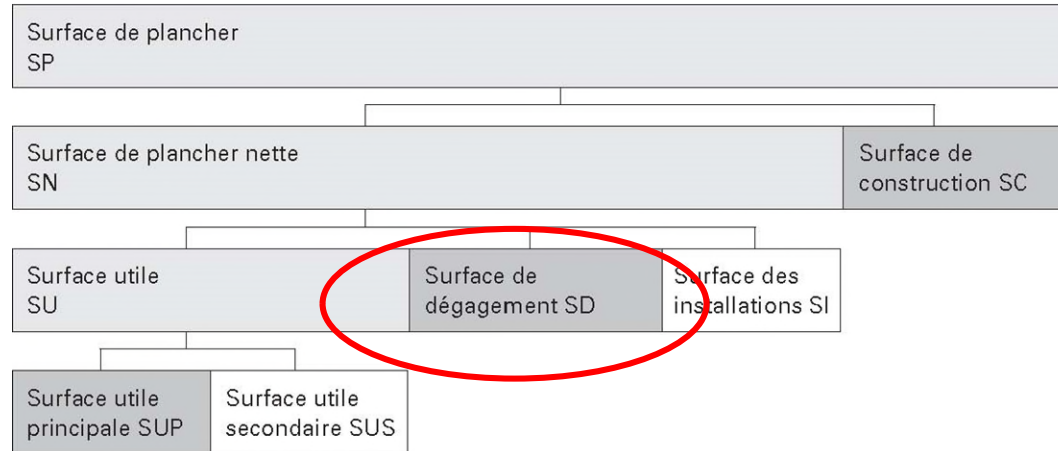 Surface de plancher
SP
Surface de plancher nette
SN
Surface de
construction SC
Surface utile
SU
Surface de
dégagement SD
Surface des
installations SI
Surface utile
principale SUP
Surface utile
secondaire SUS